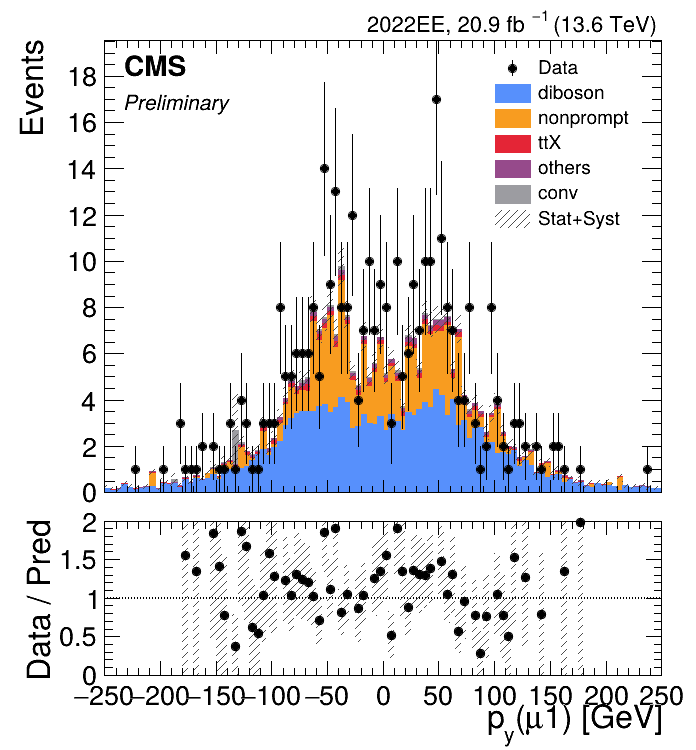 2022EE, 20.9 fb⁻¹ (13.6 TeV)
CMS
Preliminary
Events
18
16
14
12
10
8
6
4
2
0
Data
diboson
nonprompt
ttX
others
conv
Stat+Syst
Data / Pred
2
1.5
1
0.5
0
−250 −200 −150 −100 −50 0 50 100 150 200 250
p_y(μ1) [GeV]